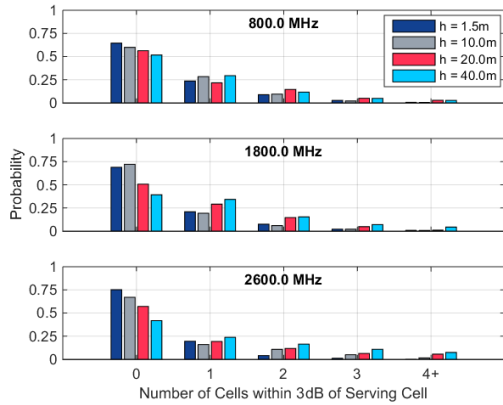 800.0 MHz
1
0.75
0.5
0.25
0
h = 1.5m
h = 10.0m
h = 20.0m
h = 40.0m
1800.0 MHz
1
0.75
0.5
0.25
0
Probability
2600.0 MHz
1
0.75
0.5
0.25
0
0 1 2 3 4+
Number of Cells within 3dB of Serving Cell